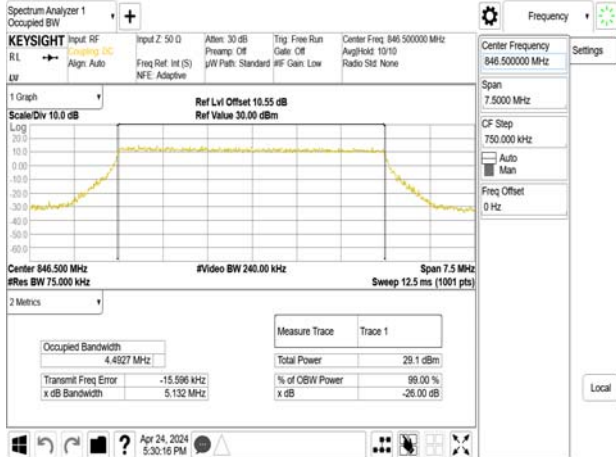 Spectrum Analyzer 1
Occupied BW
Frequency
Settings
KEYSIGHT
RL
Input: RF
Coupling: DC
Align: Auto
Input Z: 50 Ω
Freq Ref: Int (S)
NFE: Adaptive
Atten: 30 dB
Preamp: Off
µW Path: Standard
Trig: Free Run
Gate: Off
#IF Gain: Low
Center Freq: 846.500000 MHz
Avg|Hold: 10/10
Radio Std: None
Center Frequency
846.500000 MHz
Span
7.5000 MHz
CF Step
750.000 kHz
Auto
Man
Freq Offset
0 Hz
Local
1 Graph
Scale/Div 10.0 dB
Ref Lvl Offset 10.55 dB
Ref Value 30.00 dBm
Log
20.0
10.0
0.00
-10.0
-20.0
-30.0
-40.0
-50.0
-60.0
Center 846.500 MHz
#Res BW 75.000 kHz
#Video BW 240.00 kHz
Span 7.5 MHz
Sweep 12.5 ms (1001 pts)
2 Metrics
Measure Trace Trace 1
Occupied Bandwidth
4.4927 MHz
Total Power 29.1 dBm
Transmit Freq Error -15.596 kHz
% of OBW Power 99.00 %
x dB Bandwidth 5.132 MHz
x dB -26.00 dB
Apr 24, 2024
5:30:16 PM